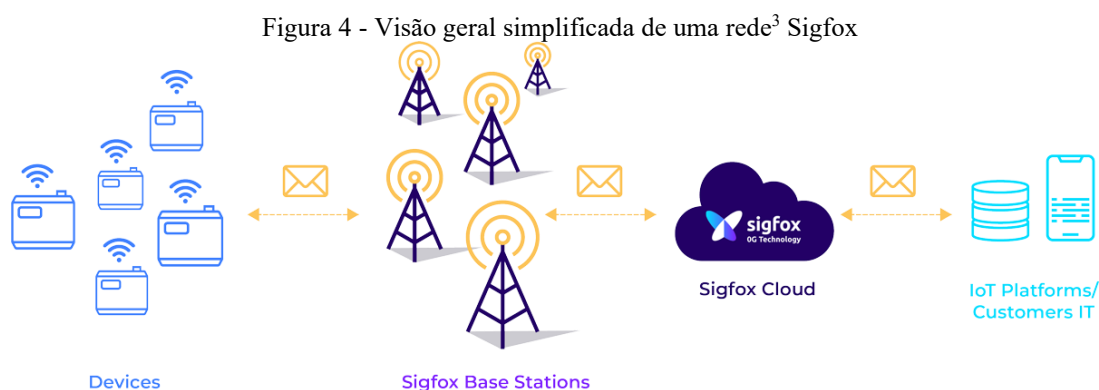 Figura 4 - Visão geral simplificada de uma rede³ Sigfox
sigfox
0G Technology
Sigfox Cloud
IoT Platforms/
Customers IT
Devices
Sigfox Base Stations